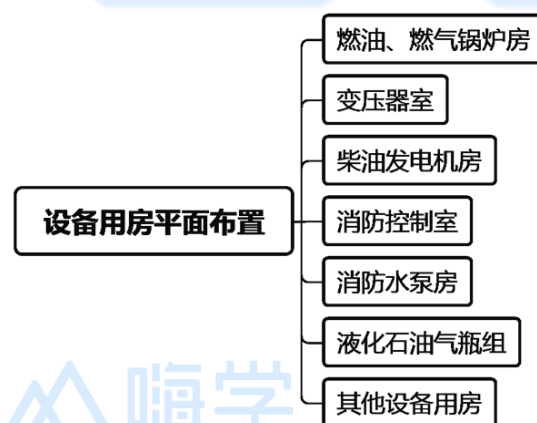 燃油、燃气锅炉房
变压器室
柴油发电机房
设备用房平面布置
消防控制室
消防水泵房
液化石油气瓶组
其他设备用房
嗨学